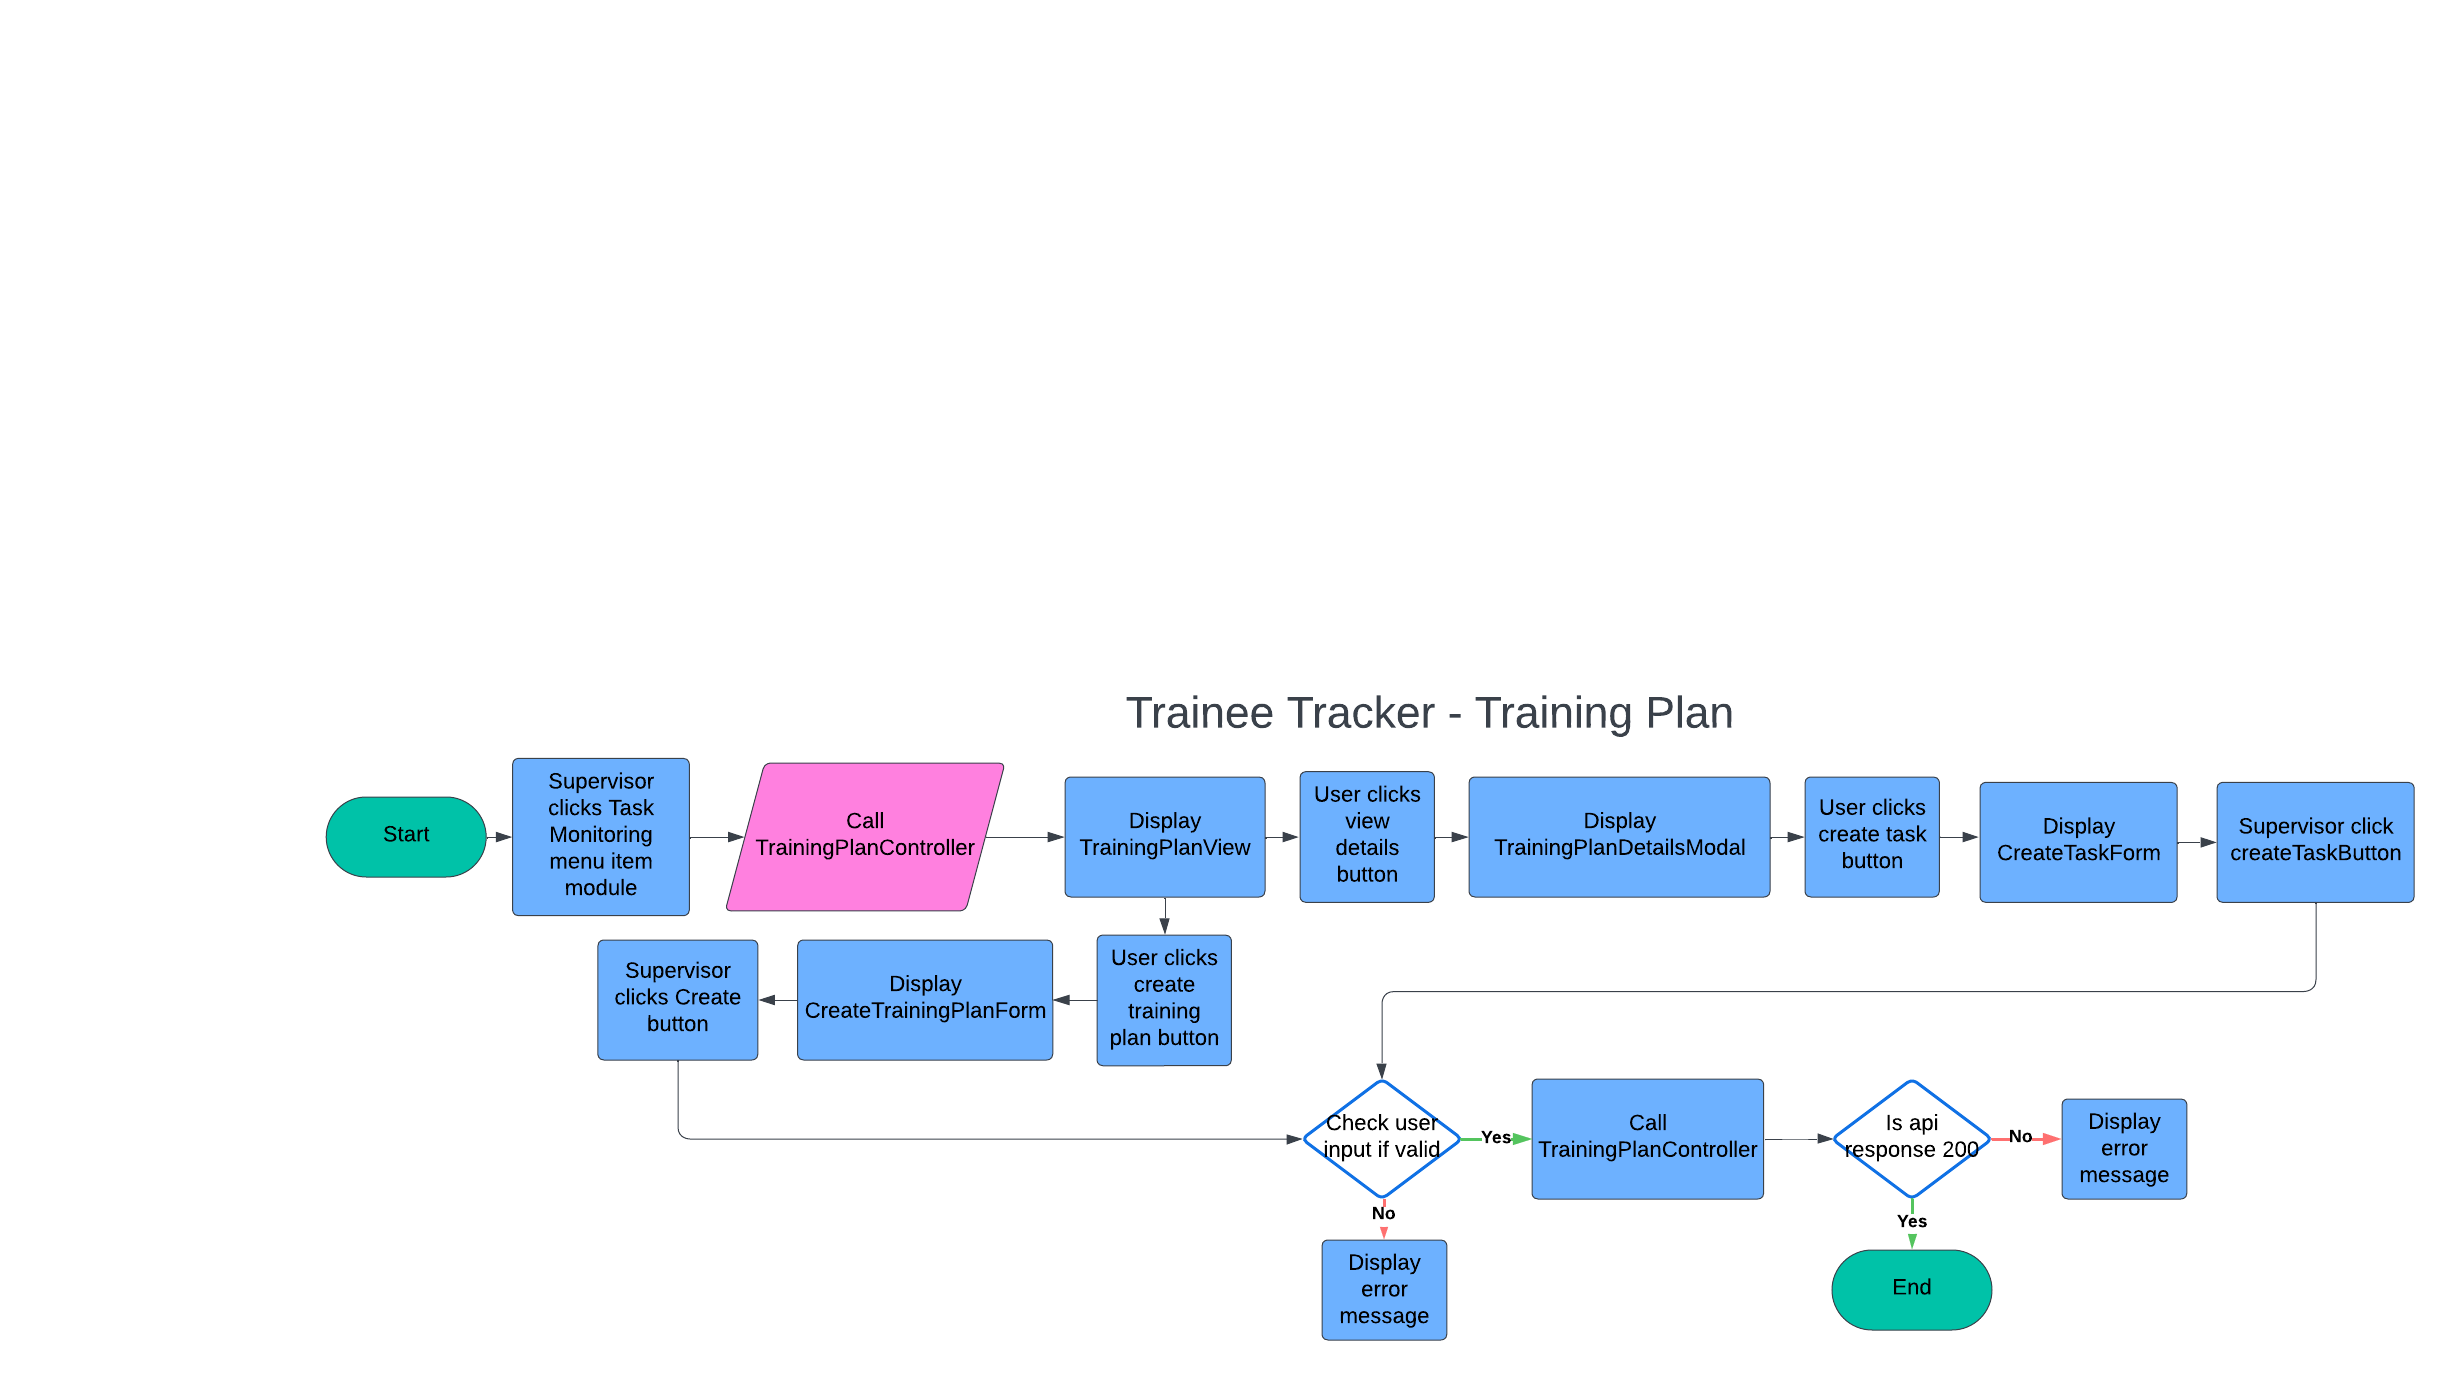 Trainee Tracker - Training Plan
Start
Supervisor
clicks Task
Monitoring
menu item
module
Call
TrainingPlanController
Display
TrainingPlanView
User clicks
view
details
button
Display
TrainingPlanDetailsModal
User clicks
create task
button
Display
CreateTaskForm
Supervisor click
createTaskButton
Supervisor
clicks Create
button
Display
CreateTrainingPlanForm
User clicks
create
training
plan button
Check user
input if valid
Yes
Call
TrainingPlanController
Is api
response 200
No
Display
error
message
No
Yes
Display
error
message
End